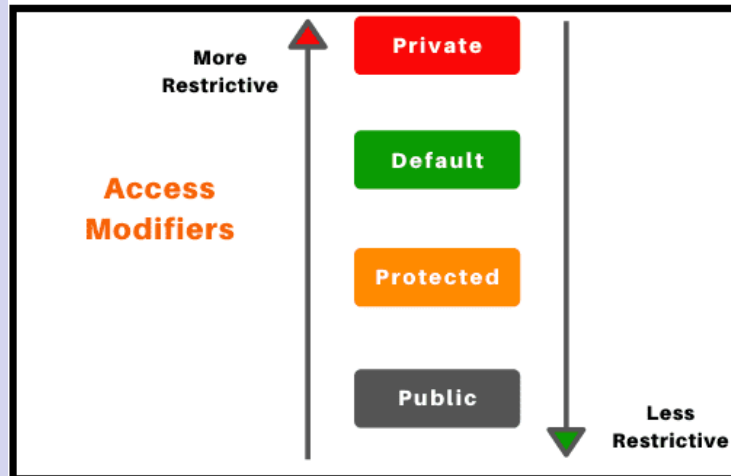 Private
More
Restrictive
Default
Access
Modifiers
Protected
Public
Less
Restrictive